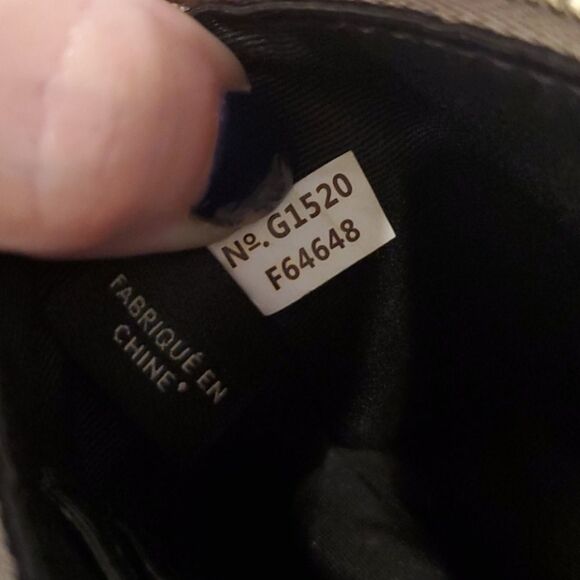 Nº. G1520
F64648
FABRIQUÉ EN
CHINE